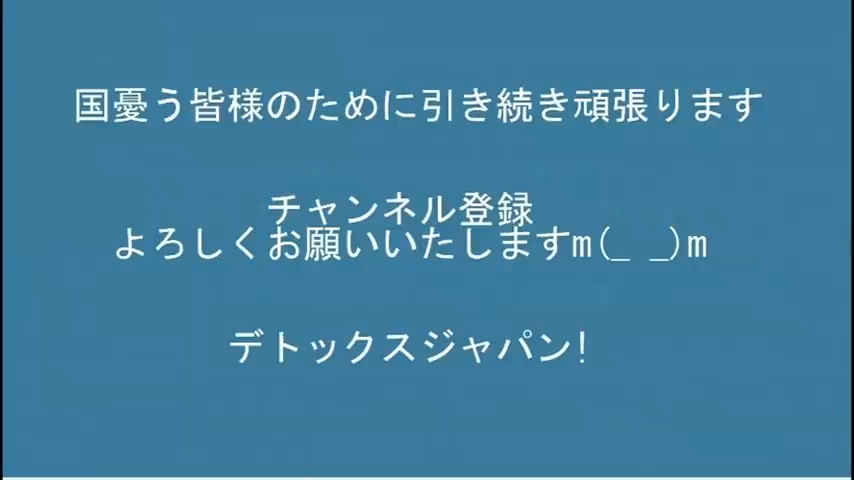 国憂う皆様のために引き続き頑張ります
チャンネル登録
よろしくお願いいたしますm(_ _)m
デトックスジャパン!